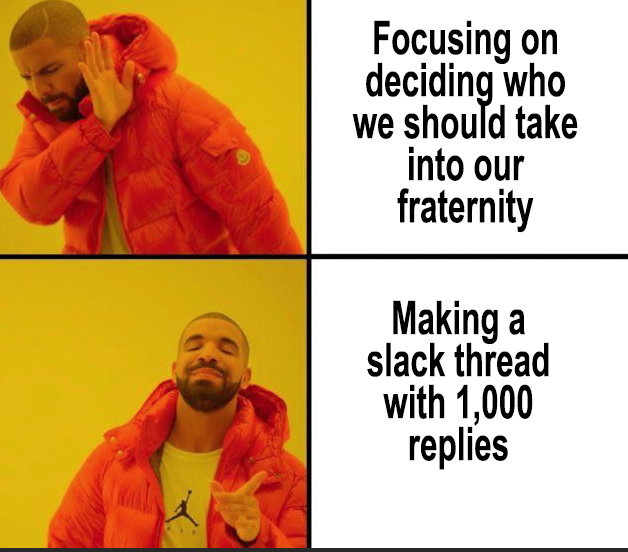 Focusing on
deciding who
we should take
into our
fraternity
Making a
slack thread
with 1,000
replies